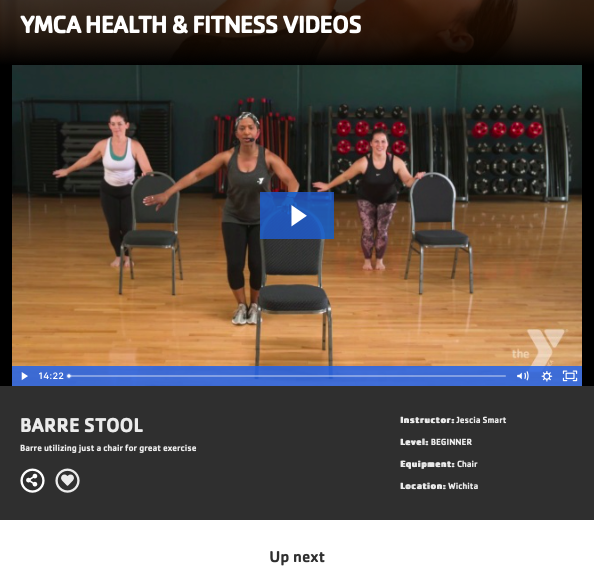 YMCA HEALTH & FITNESS VIDEOS
the Y
14:22
BARRE STOOL
Barre utilizing just a chair for great exercise
Instructor: Jescia Smart
Level: BEGINNER
Equipment: Chair
Location: Wichita
Up next